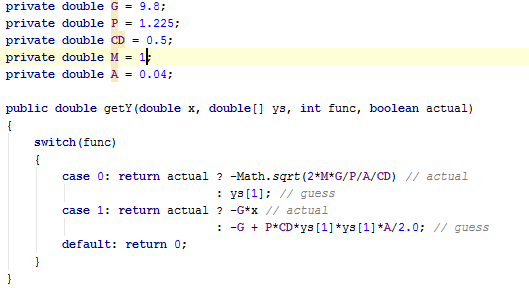 private double G = 9.8;
private double P = 1.225;
private double CD = 0.5;
private double M = 1;
private double A = 0.04;
public double getY(double x, double[] ys, int func, boolean actual)
{
switch(func)
{
case 0: return actual ? -Math.sqrt(2*M*G/P/A/CD) // actual
: ys[1]; // guess
case 1: return actual ? -G*x // actual
: -G + P*CD*ys[1]*ys[1]*A/2.0; // guess
default: return 0;
}
}